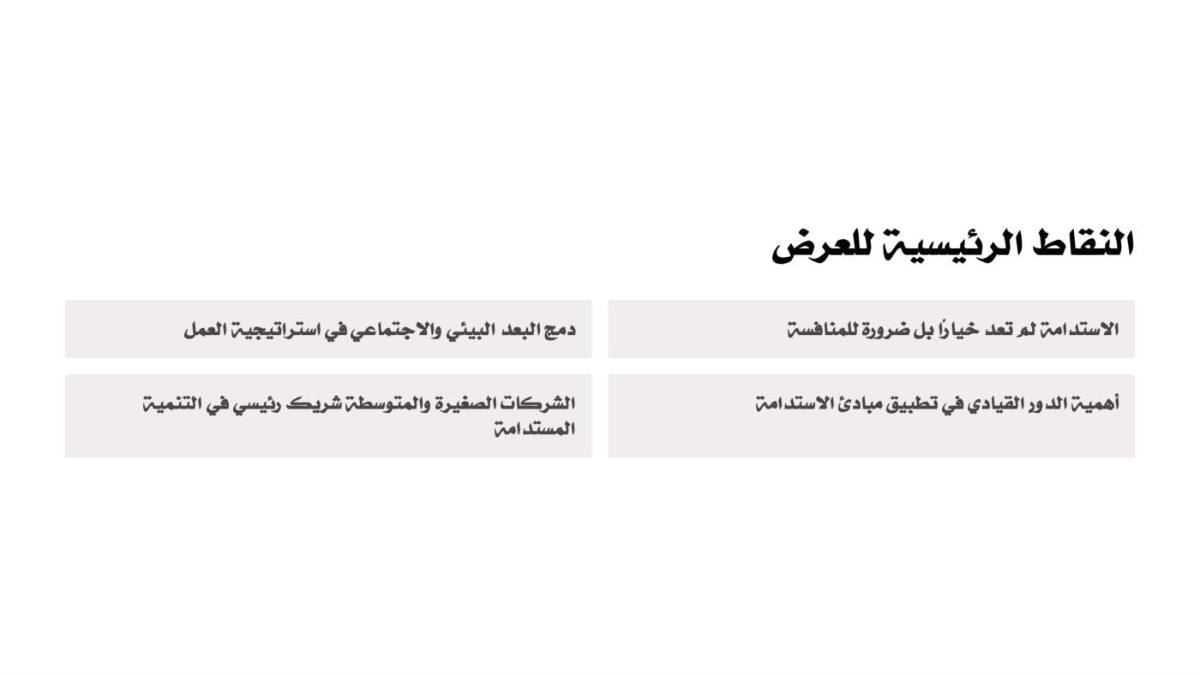 النقاط الرئيسية للعرض
الاستدامة لم تعد خيارًا بل ضرورة للمنافسة
دمج البعد البيئي والاجتماعي في استراتيجية العمل
أهمية الدور القيادي في تطبيق مبادئ الاستدامة
الشركات الصغيرة والمتوسطة شريك رئيسي في التنمية
المستدامة